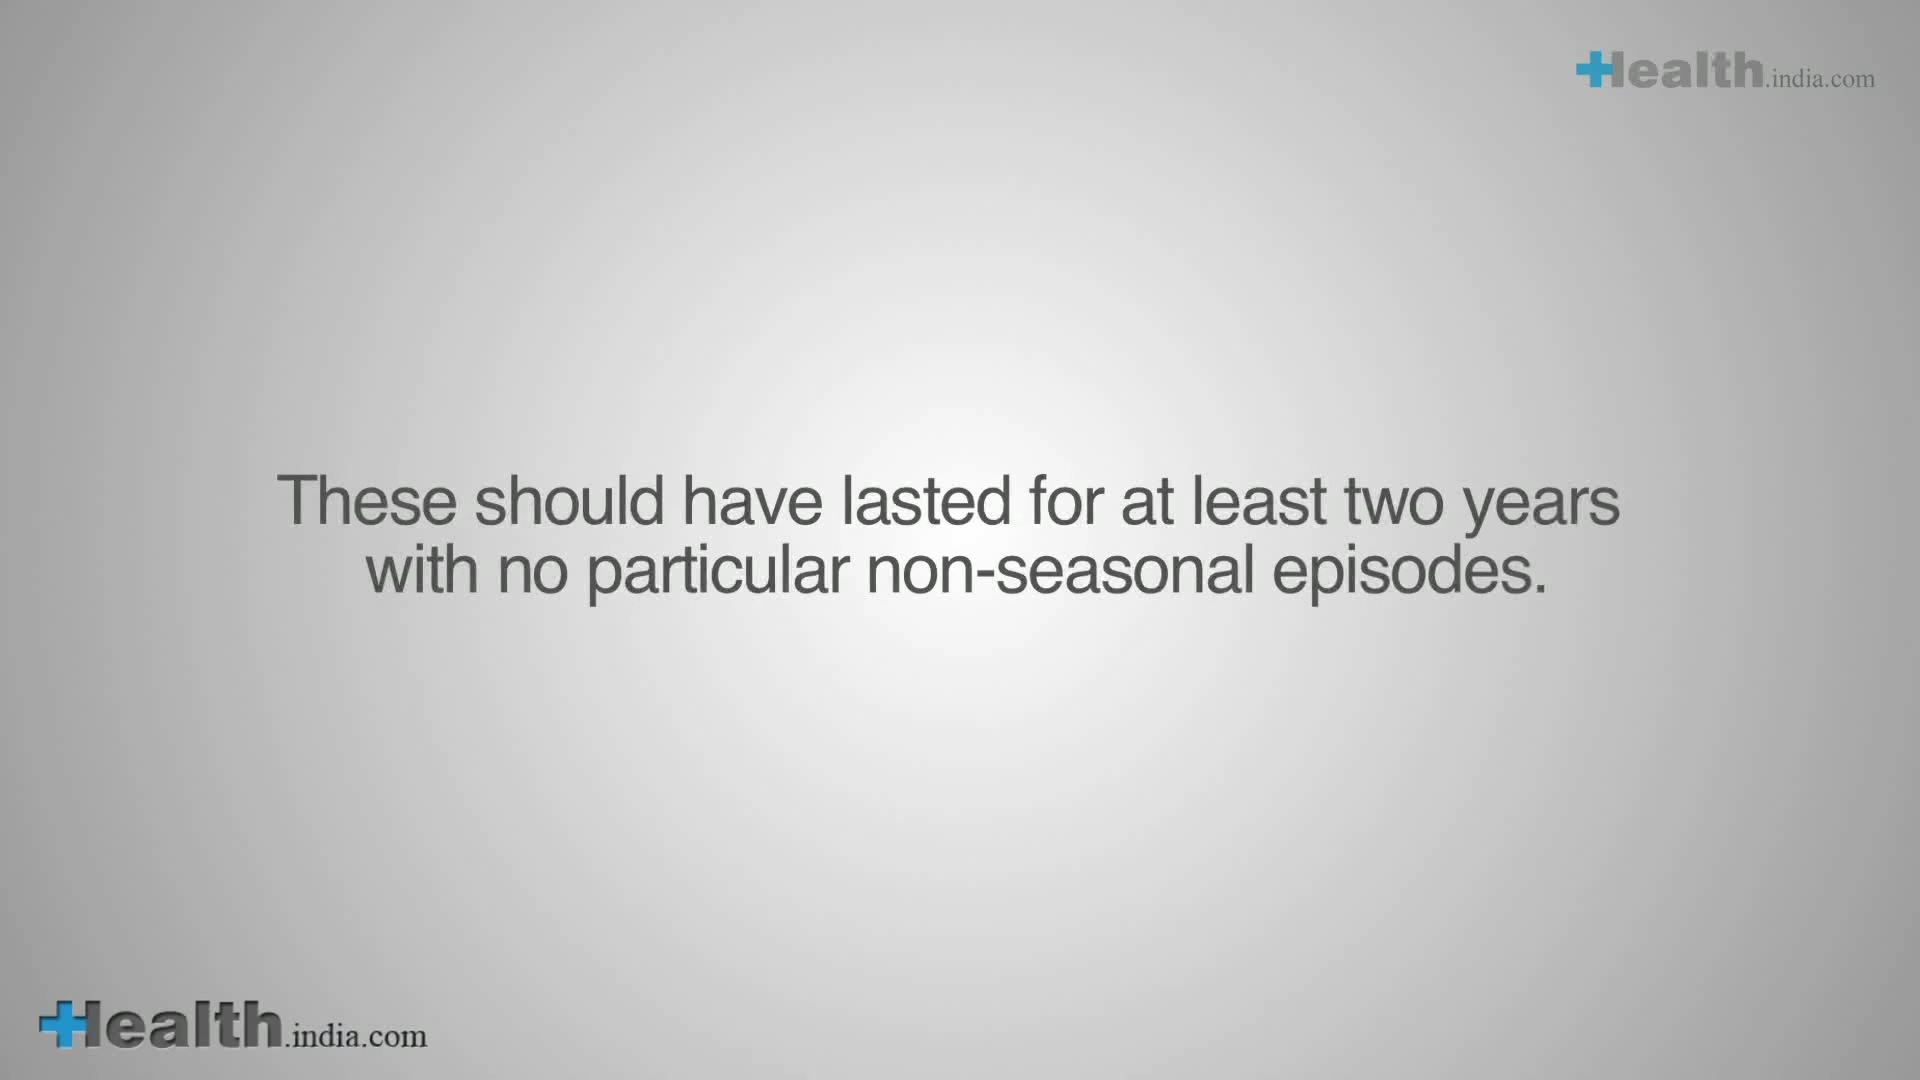 Health.india.com
These should have lasted for at least two years
with no particular non-seasonal episodes.
Health.india.com